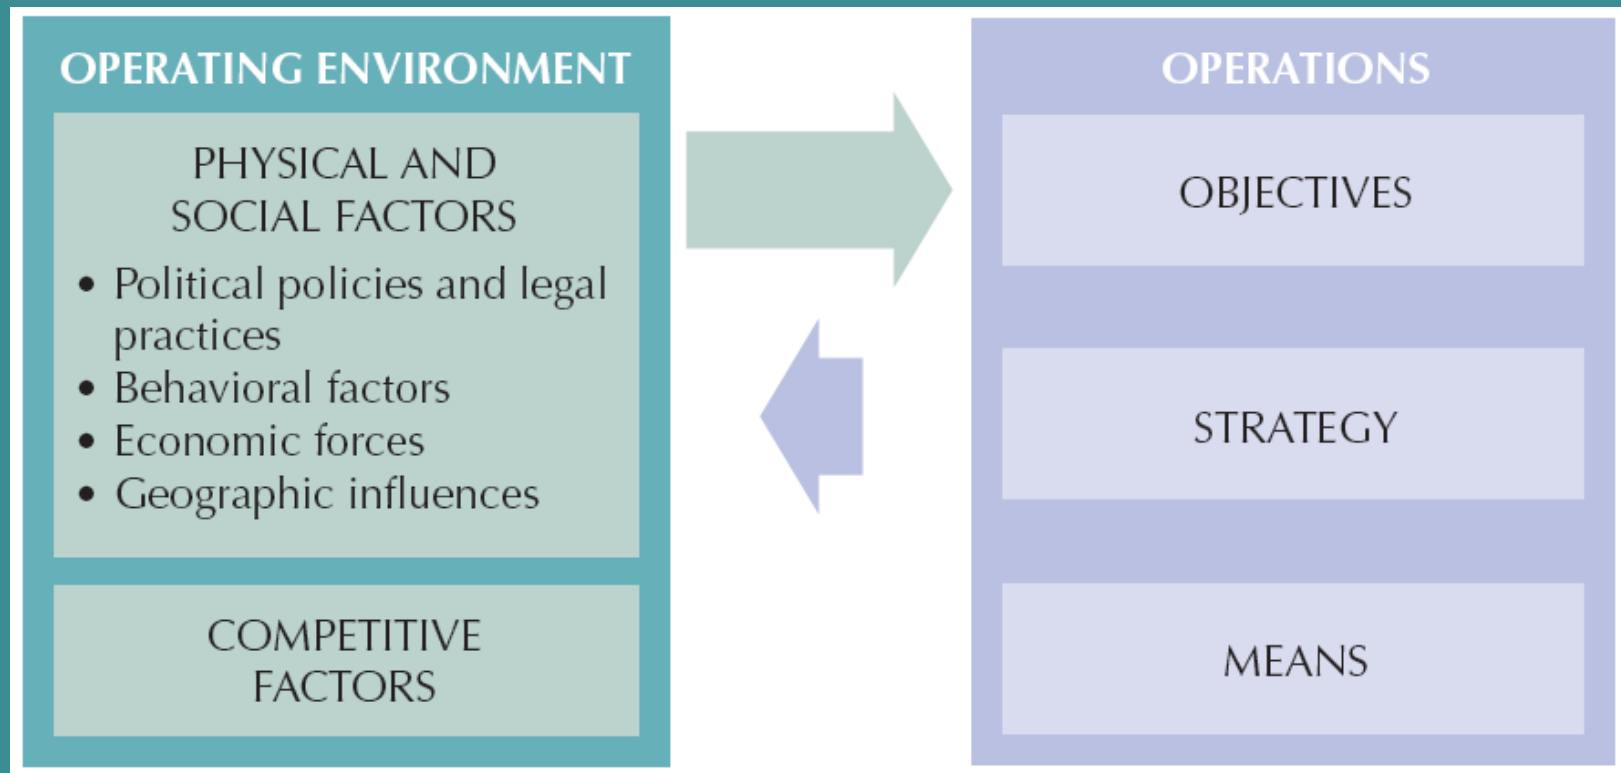 OPERATING ENVIRONMENT
PHYSICAL AND
SOCIAL FACTORS
• Political policies and legal
practices
• Behavioral factors
• Economic forces
• Geographic influences
COMPETITIVE
FACTORS
OPERATIONS
OBJECTIVES
STRATEGY
MEANS